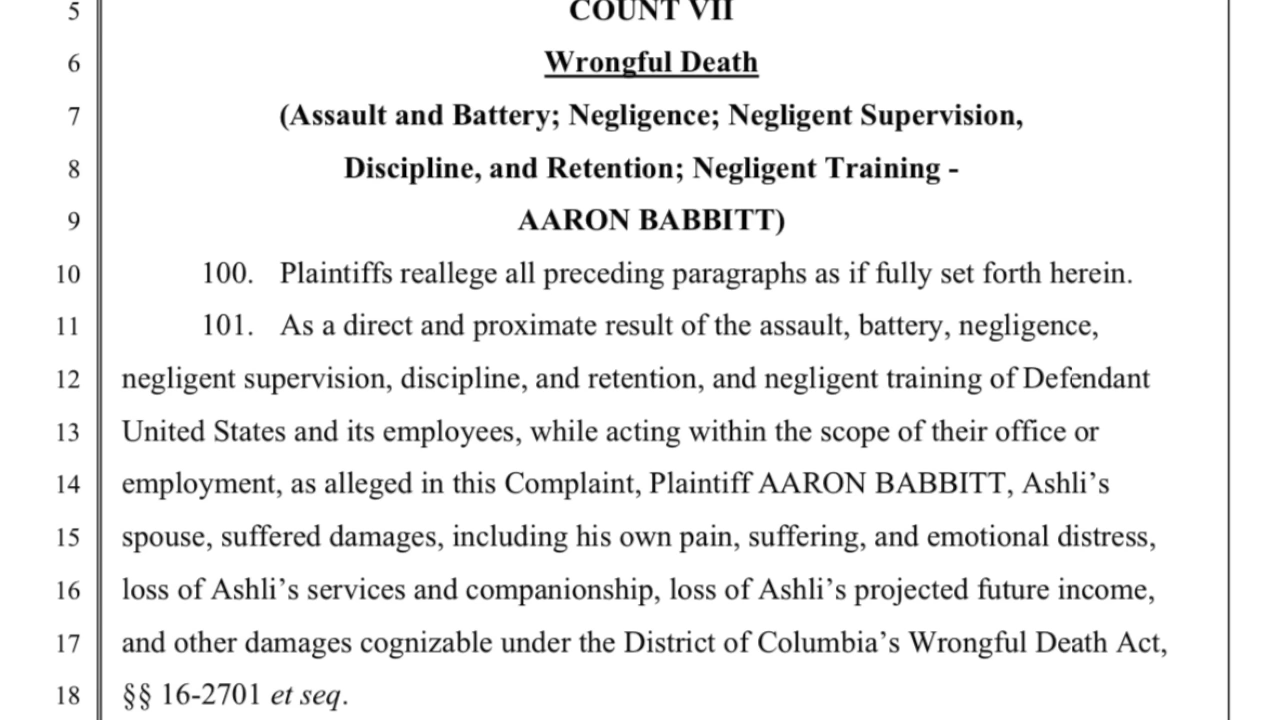 5 COUNT VII
6 Wrongful Death
7 (Assault and Battery; Negligence; Negligent Supervision,
8 Discipline, and Retention; Negligent Training -
9 AARON BABBITT)
10 100. Plaintiffs reallege all preceding paragraphs as if fully set forth herein.
11 101. As a direct and proximate result of the assault, battery, negligence,
12 negligent supervision, discipline, and retention, and negligent training of Defendant
13 United States and its employees, while acting within the scope of their office or
14 employment, as alleged in this Complaint, Plaintiff AARON BABBITT, Ashli’s
15 spouse, suffered damages, including his own pain, suffering, and emotional distress,
16 loss of Ashli’s services and companionship, loss of Ashli’s projected future income,
17 and other damages cognizable under the District of Columbia’s Wrongful Death Act,
18 §§ 16-2701 et seq.